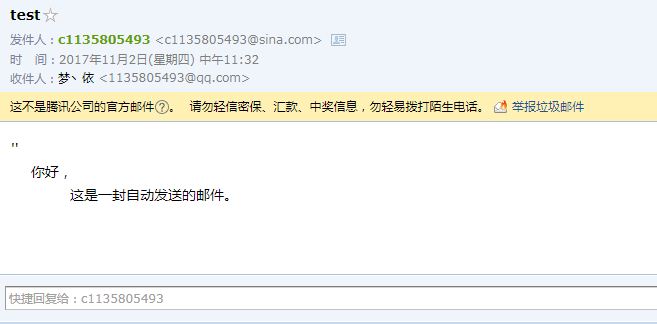 test☆
发件人：c1135805493 <c1135805493@sina.com>
时　间：2017年11月2日(星期四) 中午11:32
收件人：梦丶依 <1135805493@qq.com>
这不是腾讯公司的官方邮件?。 请勿轻信密保、汇款、中奖信息，勿轻易拨打陌生电话。 举报垃圾邮件
"
你好，
这是一封自动发送的邮件。
快捷回复给：c1135805493